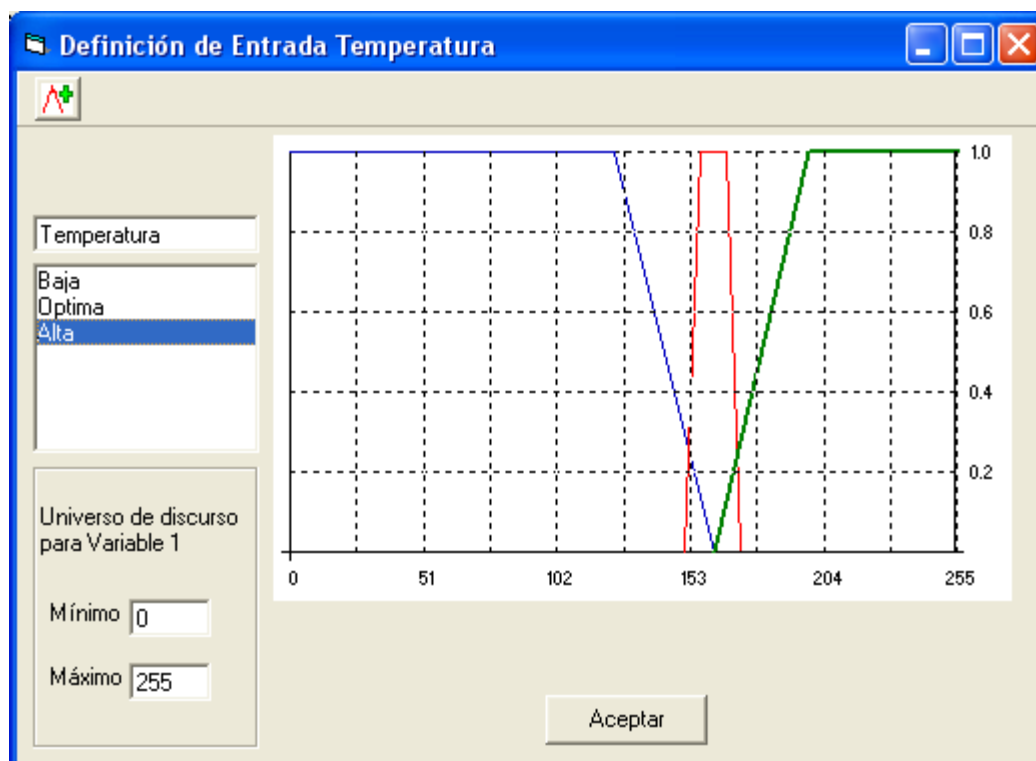 Definición de Entrada Temperatura
Temperatura
Baja
Optima
Alta
Universo de discurso
para Variable 1
Mínimo 0
Máximo 255
1.0
0.8
0.6
0.4
0.2
0 51 102 153 204 255
Aceptar